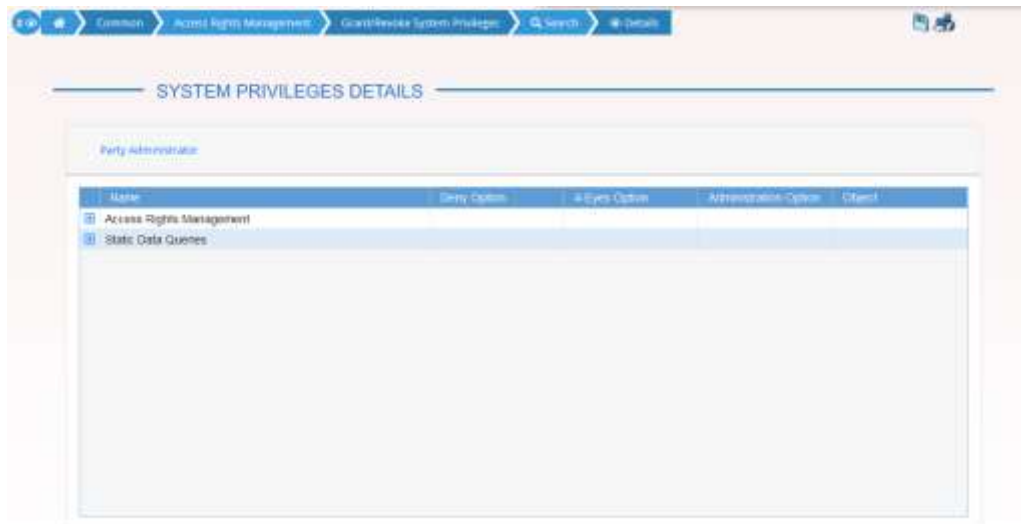 Common Access Rights Management Grant/Revoke System Privileges Search Details
SYSTEM PRIVILEGES DETAILS
Party Administrator
Name Deny Option 4-Eyes Option Administration Option Object
Access Rights Management
Static Data Queries